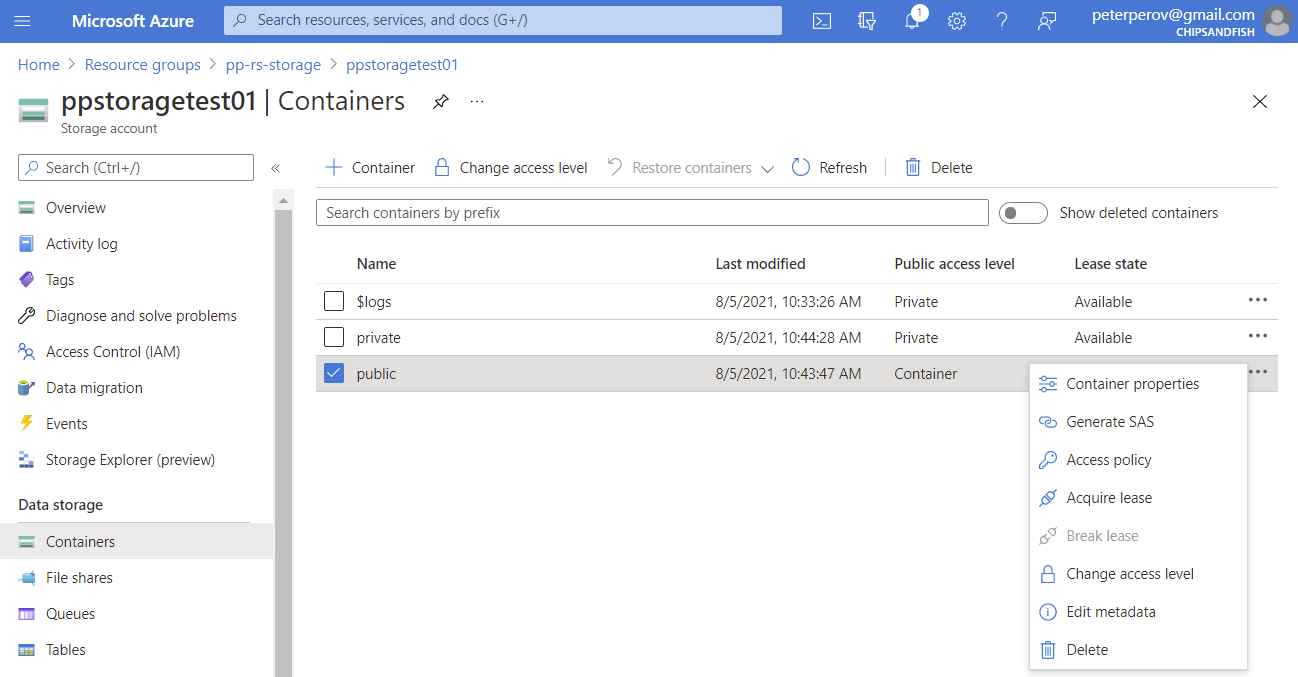 Microsoft Azure
Search resources, services, and docs (G+/)
1
peterperov@gmail.com
CHIPSANDFISH
Home > Resource groups > pp-rs-storage > ppstoragetest01
ppstoragetest01 | Containers
Storage account
Search (Ctrl+/)
Overview
Activity log
Tags
Diagnose and solve problems
Access Control (IAM)
Data migration
Events
Storage Explorer (preview)
Data storage
Containers
File shares
Queues
Tables
Container Change access level Restore containers Refresh Delete
Search containers by prefix
Show deleted containers
Name Last modified Public access level Lease state
$logs 8/5/2021, 10:33:26 AM Private Available
private 8/5/2021, 10:44:28 AM Private Available
public 8/5/2021, 10:43:47 AM Container
Container properties
Generate SAS
Access policy
Acquire lease
Break lease
Change access level
Edit metadata
Delete